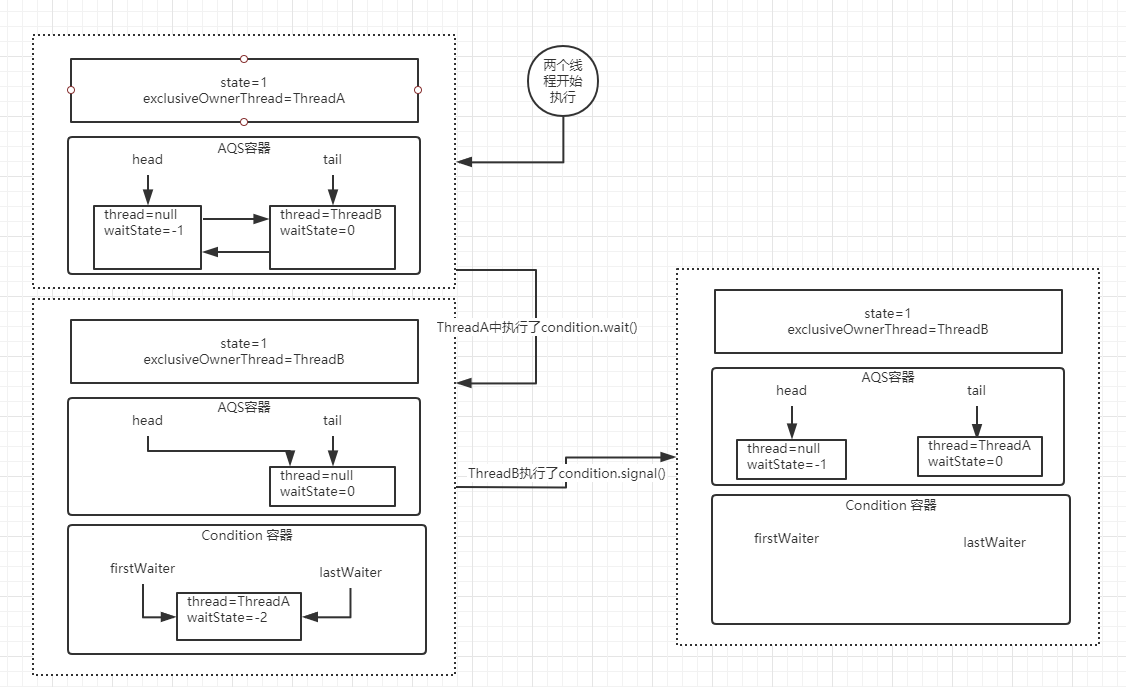 两个线
程开始
执行
state=1
exclusiveOwnerThread=ThreadA
AQS容器
head
tail
thread=null
waitState=-1
thread=ThreadB
waitState=0
ThreadA中执行了condition.wait()
state=1
exclusiveOwnerThread=ThreadB
AQS容器
head
tail
thread=null
waitState=0
Condition 容器
firstWaiter
lastWaiter
thread=ThreadA
waitState=-2
ThreadB执行了condition.signal()
state=1
exclusiveOwnerThread=ThreadB
AQS容器
head
tail
thread=null
waitState=-1
thread=ThreadA
waitState=0
Condition 容器
firstWaiter
lastWaiter